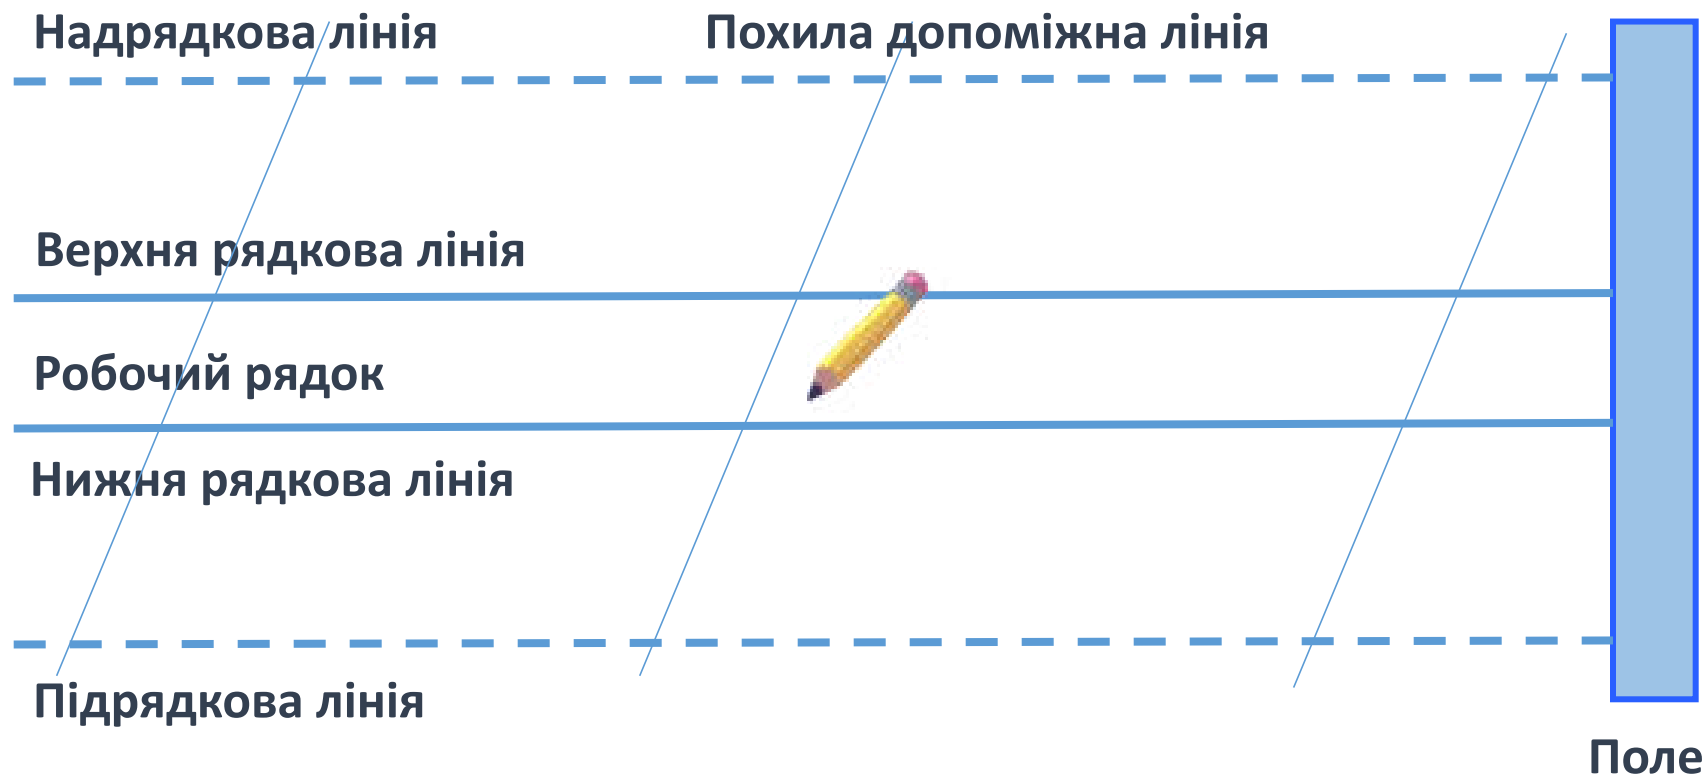 Надрядкова лінія
Похила допоміжна лінія
Верхня рядкова лінія
Робочий рядок
Нижня рядкова лінія
Підрядкова лінія
Поле